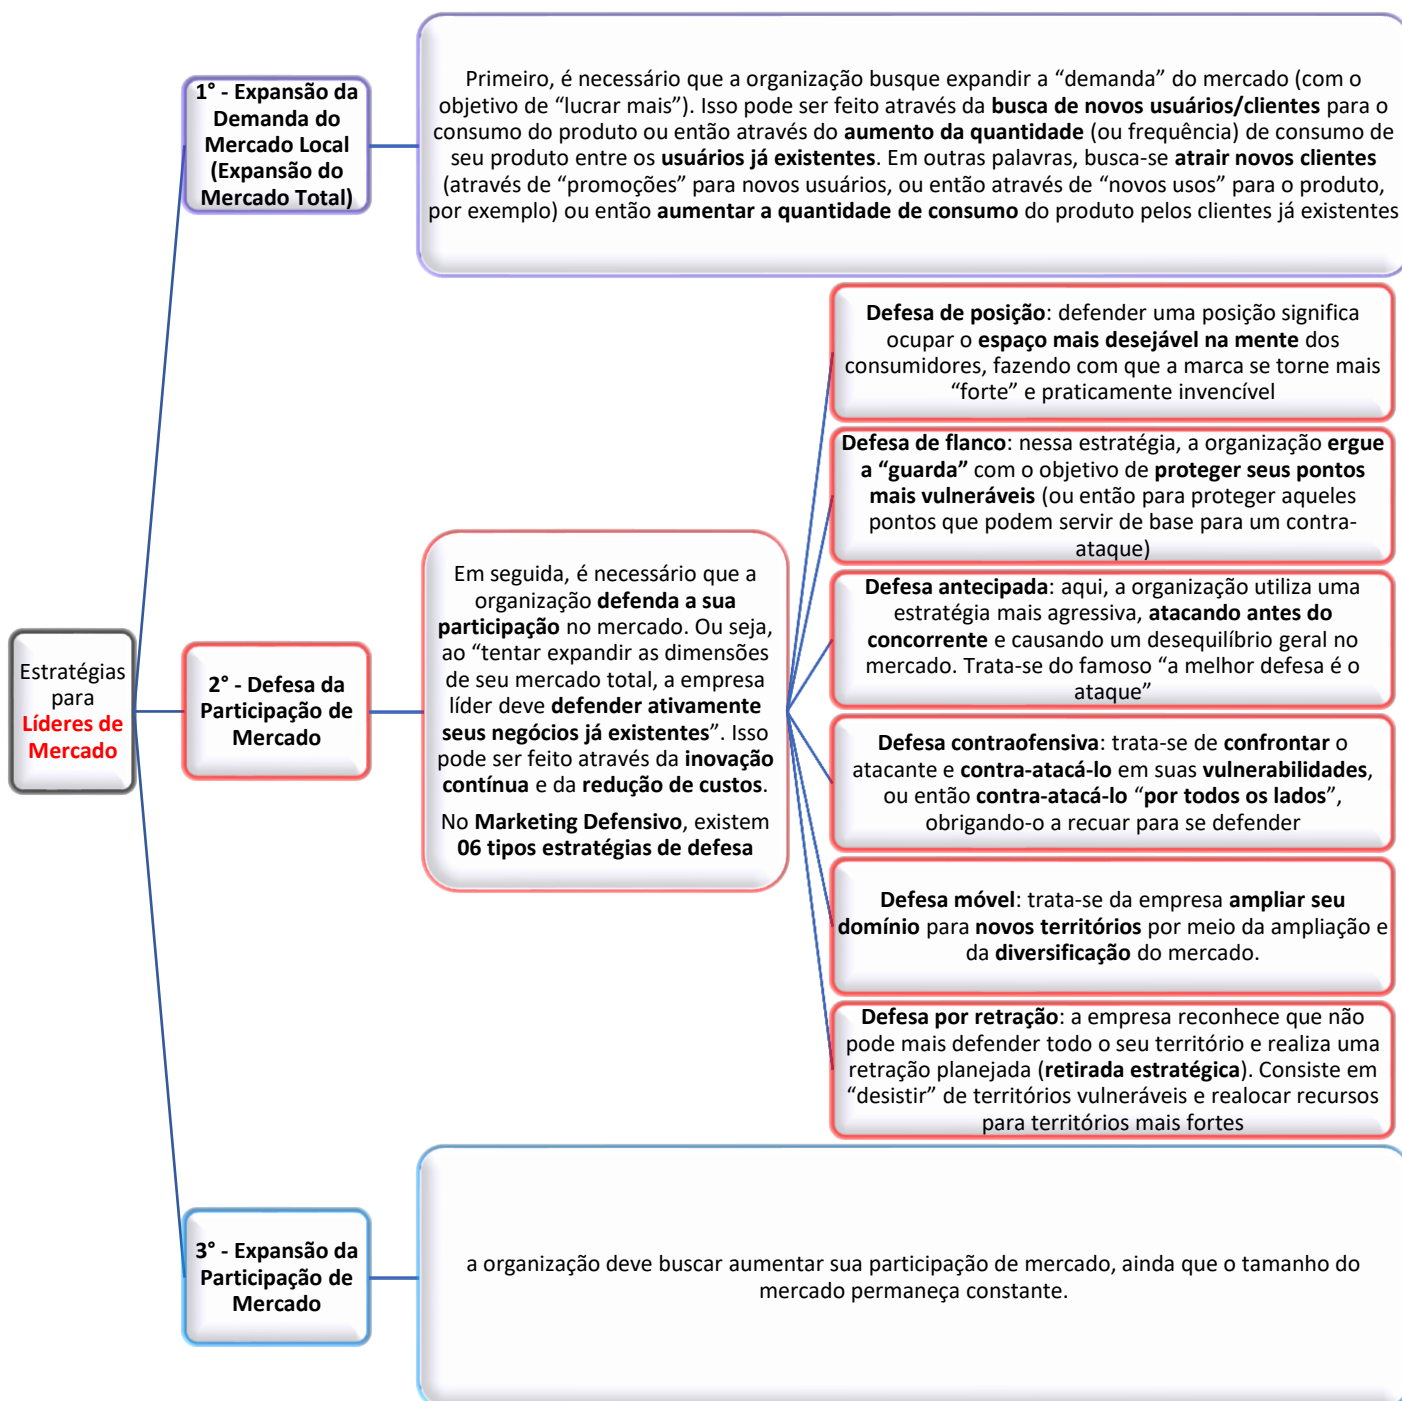 Estratégias
para
Líderes de
Mercado
1° - Expansão da
Demanda do
Mercado Local
(Expansão do
Mercado Total)
Primeiro, é necessário que a organização busque expandir a “demanda” do mercado (com o
objetivo de “lucrar mais”). Isso pode ser feito através da busca de novos usuários/clientes para o
consumo do produto ou então através do aumento da quantidade (ou frequência) de consumo de
seu produto entre os usuários já existentes. Em outras palavras, busca-se atrair novos clientes
(através de “promoções” para novos usuários, ou então através de “novos usos” para o produto,
por exemplo) ou então aumentar a quantidade de consumo do produto pelos clientes já existentes
2° - Defesa da
Participação de
Mercado
Em seguida, é necessário que a
organização defenda a sua
participação no mercado. Ou seja,
ao “tentar expandir as dimensões
de seu mercado total, a empresa
líder deve defender ativamente
seus negócios já existentes”. Isso
pode ser feito através da inovação
contínua e da redução de custos.
No Marketing Defensivo, existem
06 tipos estratégias de defesa
Defesa de posição: defender uma posição significa
ocupar o espaço mais desejável na mente dos
consumidores, fazendo com que a marca se torne mais
“forte” e praticamente invencível
Defesa de flanco: nessa estratégia, a organização ergue
a “guarda” com o objetivo de proteger seus pontos
mais vulneráveis (ou então para proteger aqueles
pontos que podem servir de base para um contra-
ataque)
Defesa antecipada: aqui, a organização utiliza uma
estratégia mais agressiva, atacando antes do
concorrente e causando um desequilíbrio geral no
mercado. Trata-se do famoso “a melhor defesa é o
ataque”
Defesa contraofensiva: trata-se de confrontar o
atacante e contra-atacá-lo em suas vulnerabilidades,
ou então contra-atacá-lo “por todos os lados”,
obrigando-o a recuar para se defender
Defesa móvel: trata-se da empresa ampliar seu
domínio para novos territórios por meio da ampliação e
da diversificação do mercado.
Defesa por retração: a empresa reconhece que não
pode mais defender todo o seu território e realiza uma
retração planejada (retirada estratégica). Consiste em
“desistir” de territórios vulneráveis e realocar recursos
para territórios mais fortes
3° - Expansão da
Participação de
Mercado
a organização deve buscar aumentar sua participação de mercado, ainda que o tamanho do
mercado permaneça constante.